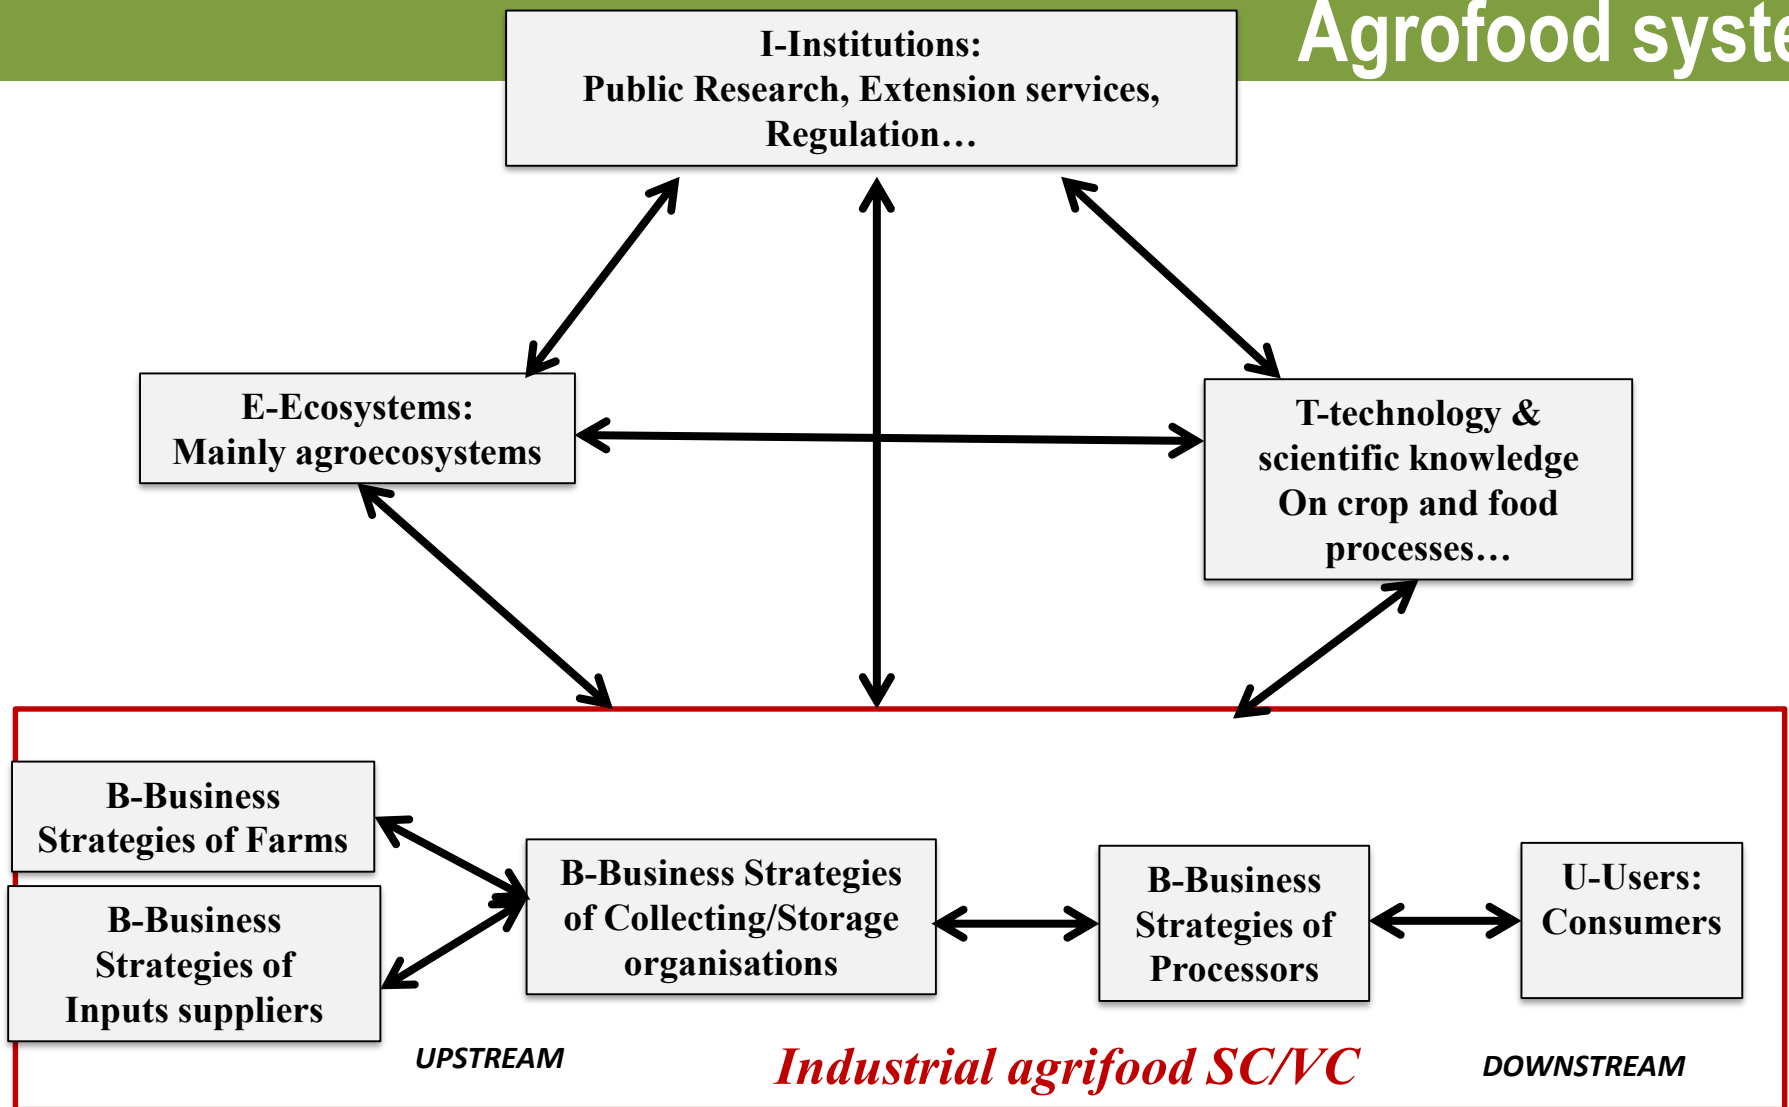 Agrofood syste
I-Institutions:
Public Research, Extension services,
Regulation…
E-Ecosystems:
Mainly agroecosystems
T-technology &
scientific knowledge
On crop and food
processes…
B-Business
Strategies of Farms
B-Business
Strategies of
Inputs suppliers
B-Business Strategies
of Collecting/Storage
organisations
B-Business
Strategies of
Processors
U-Users:
Consumers
UPSTREAM
Industrial agrifood SC/VC
DOWNSTREAM